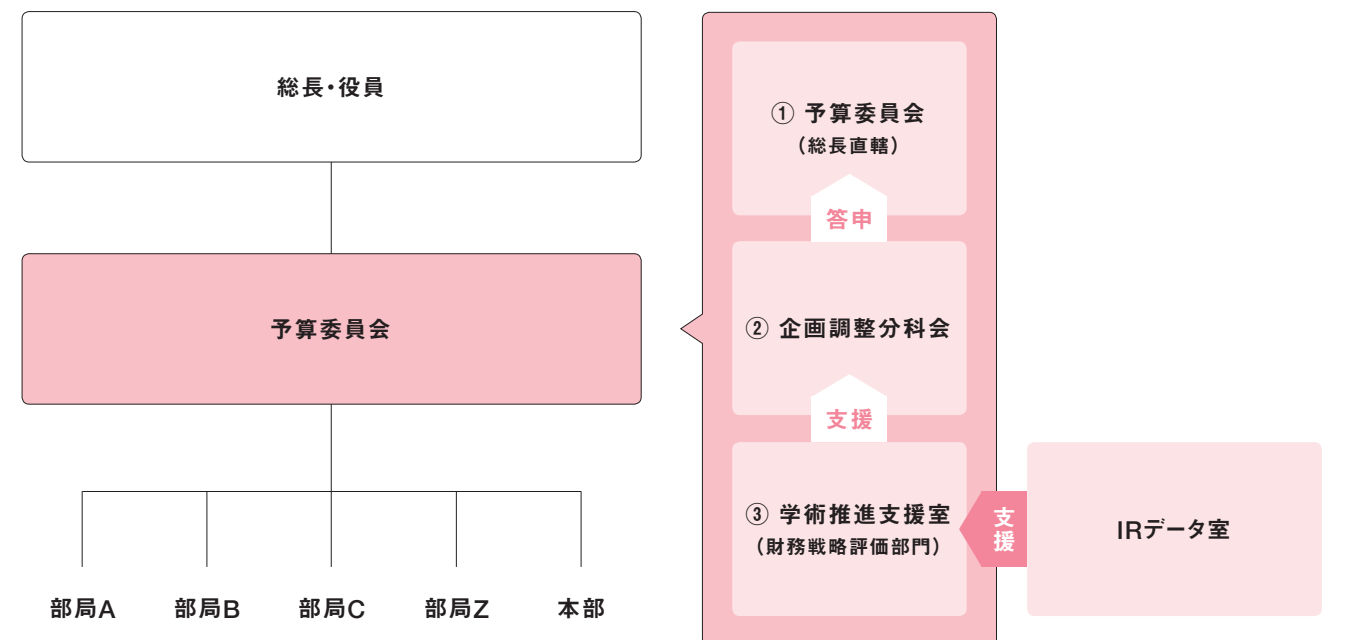 総長・役員
予算委員会
部局A
部局B
部局C
部局Z
本部
① 予算委員会
（総長直轄）
答申
② 企画調整分科会
支援
③ 学術推進支援室
（財務戦略評価部門）
支援
IRデータ室